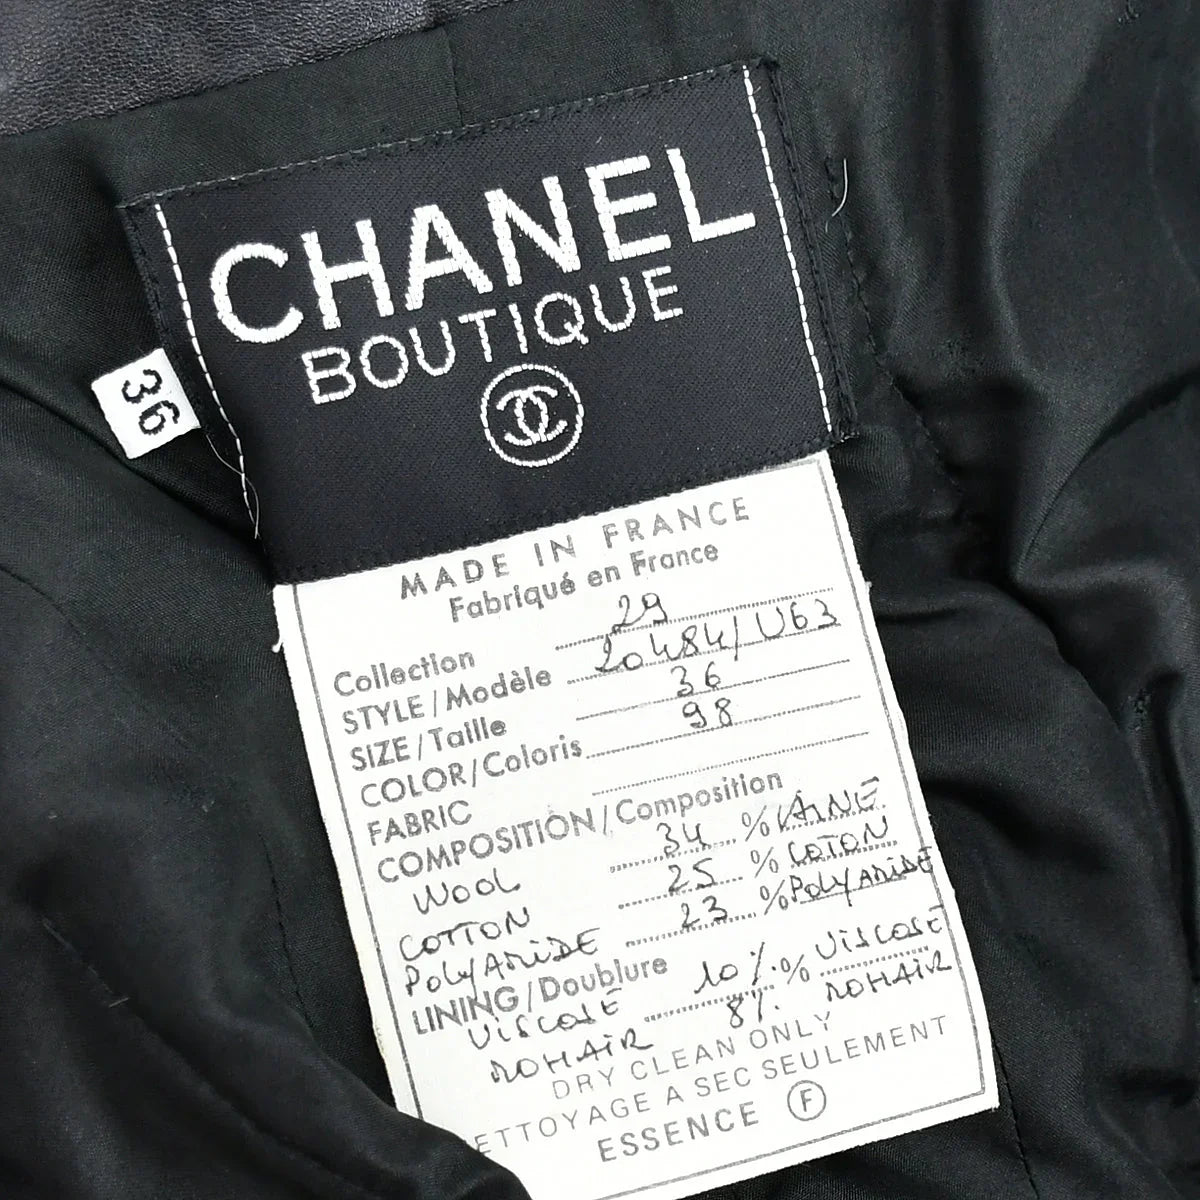 CHANEL
BOUTIQUE
36
MADE IN FRANCE
Fabriqué en France
Collection 29
STYLE/Modèle 20484/U63
SIZE/Taille 36
COLOR/Coloris 98
FABRIC
COMPOSITION/Composition
WOOL 34 % LAINE
COTTON 25 % COTON
POLYAMIDE 23 % POLYAMIDE
LINING/Doublure
VISCOSE 10 %.% VISCOSE
MOHAIR 8%. MOHAIR
DRY CLEAN ONLY
ETTOYAGE A SEC SEULEMENT
ESSENCE F